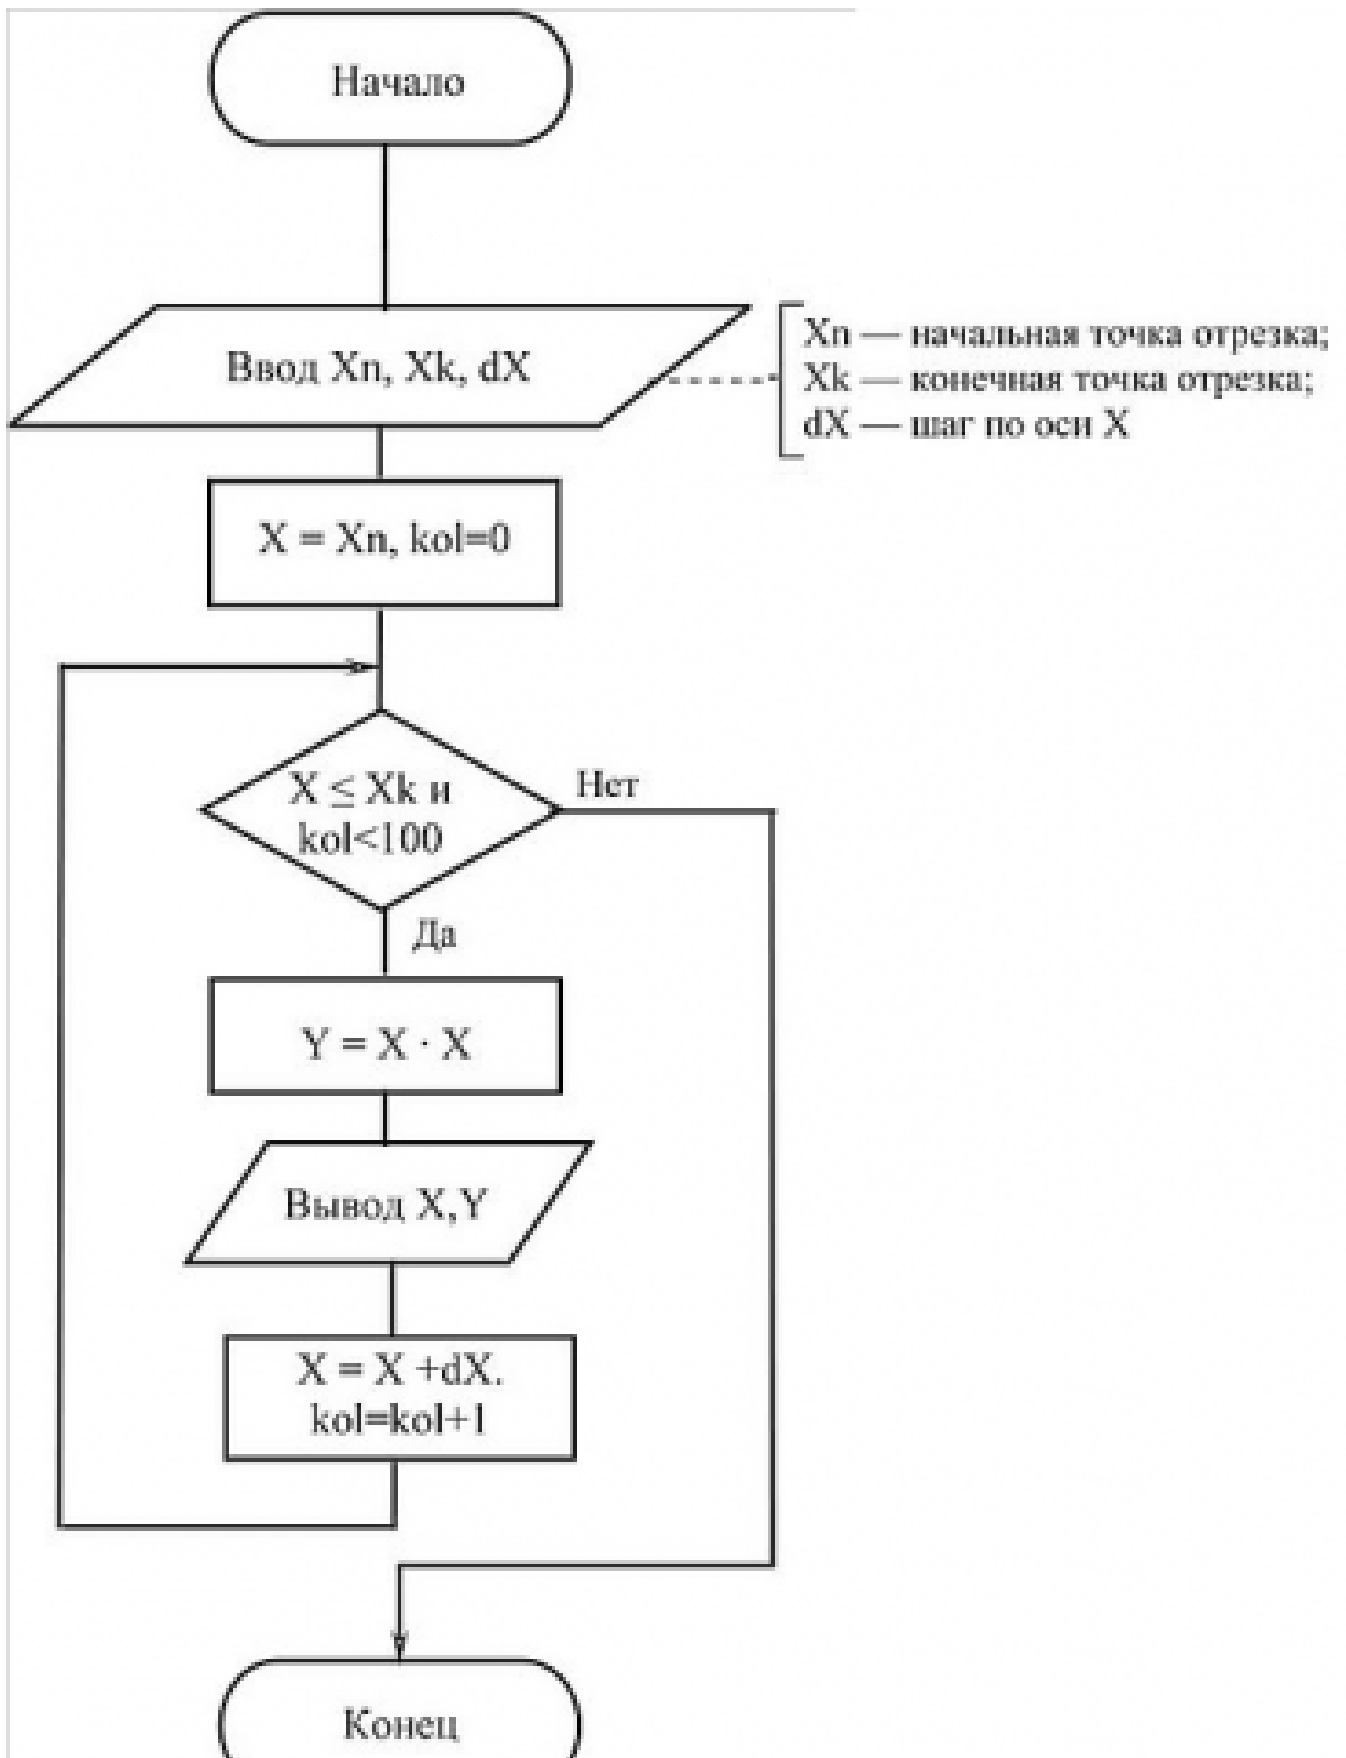 Начало
Ввод Xn, Xk, dX
Xn — начальная точка отрезка;
Xk — конечная точка отрезка;
dX — шаг по оси X
X = Xn, kol=0
X ≤ Xk и
kol<100
Нет
Да
Y = X · X
Вывод X,Y
X = X +dX.
kol=kol+1
Конец